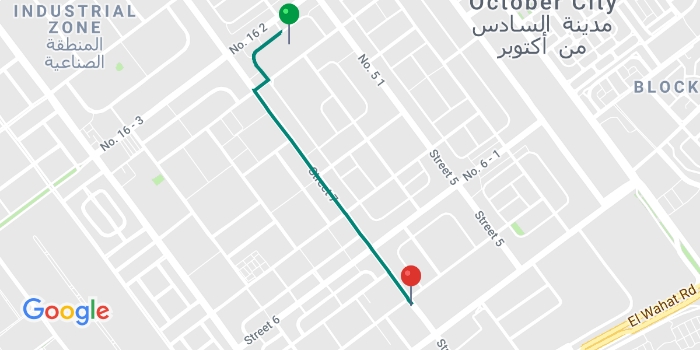 INDUSTRIAL
ZONE
المنطقة
الصناعية
October City
مدينة السادس
من أكتوبر
BLOCK
No. 16 2
No. 5 1
No. 16 - 3
Street 7
Street 5
No. 6 - 1
Street 5
El Wahat Rd
Street 6
Google